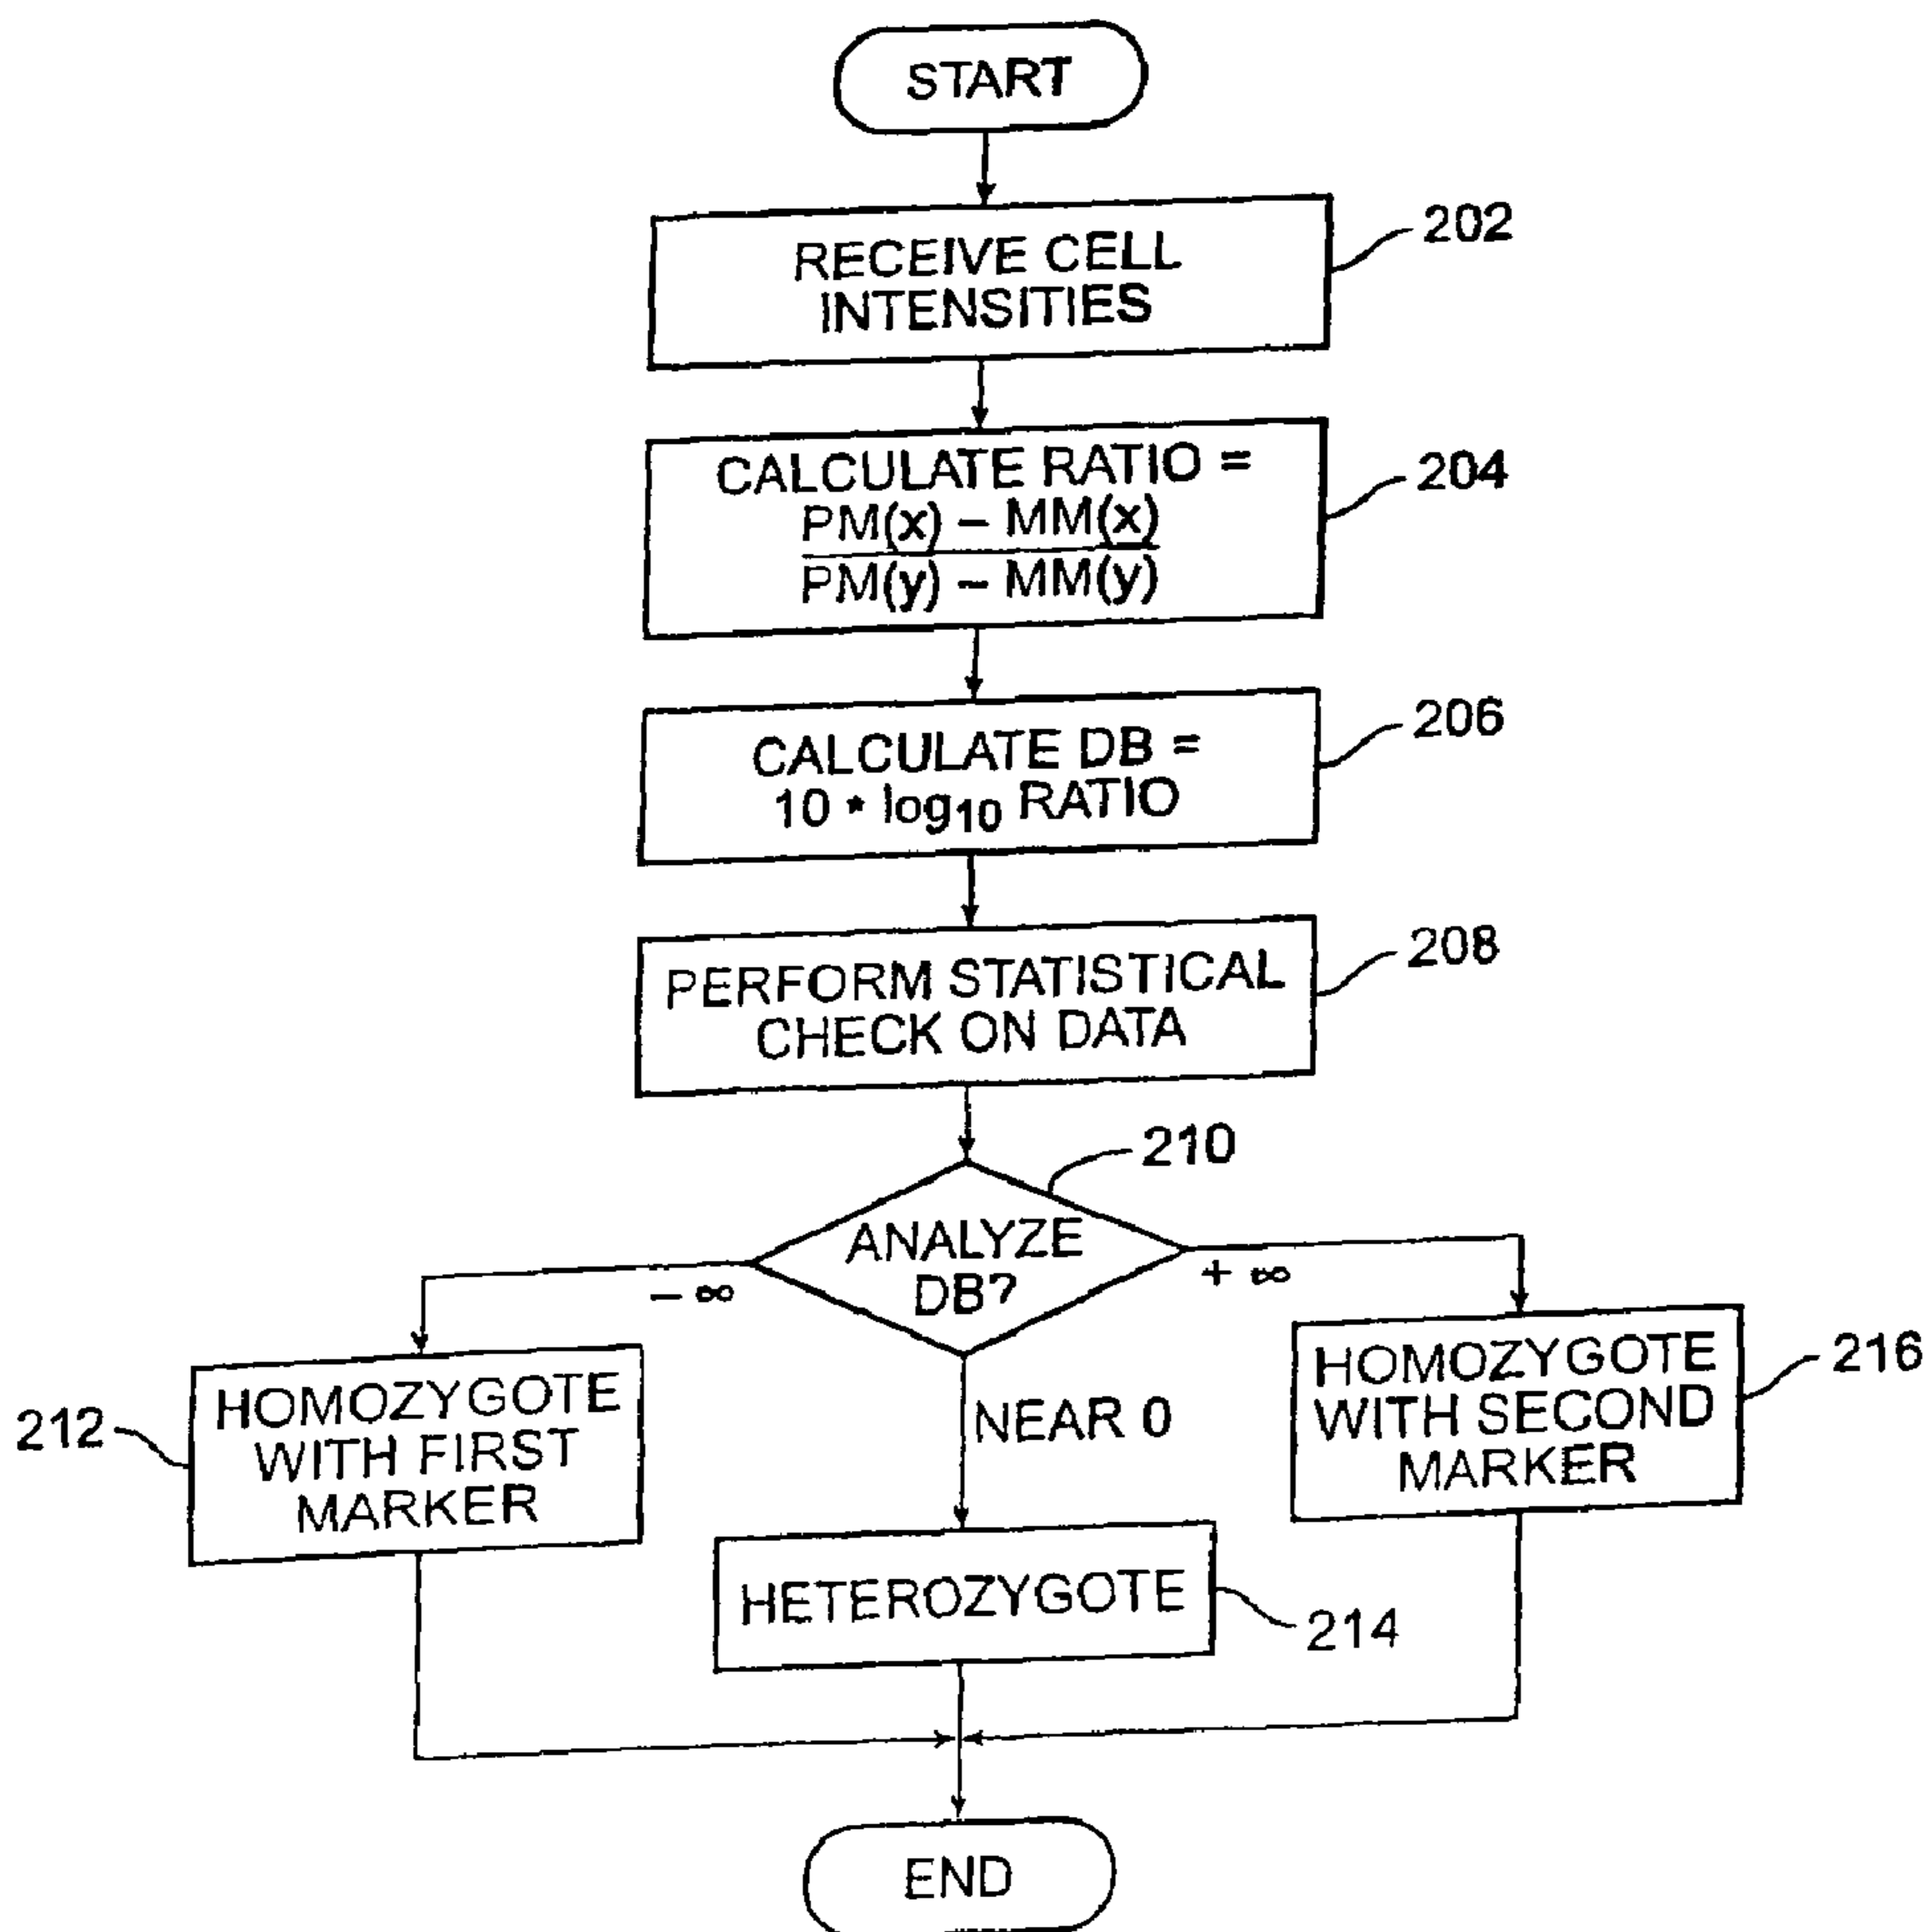 START
RECEIVE CELL
INTENSITIES
202
CALCULATE RATIO =
PM(x) – MM(x)
PM(y) – MM(y)
204
CALCULATE DB =
10 * log10 RATIO
206
PERFORM STATISTICAL
CHECK ON DATA
208
210
ANALYZE
DB?
– ∞
+ ∞
NEAR 0
212
HOMOZYGOTE
WITH FIRST
MARKER
HOMOZYGOTE
WITH SECOND
MARKER
216
HETEROZYGOTE
214
END